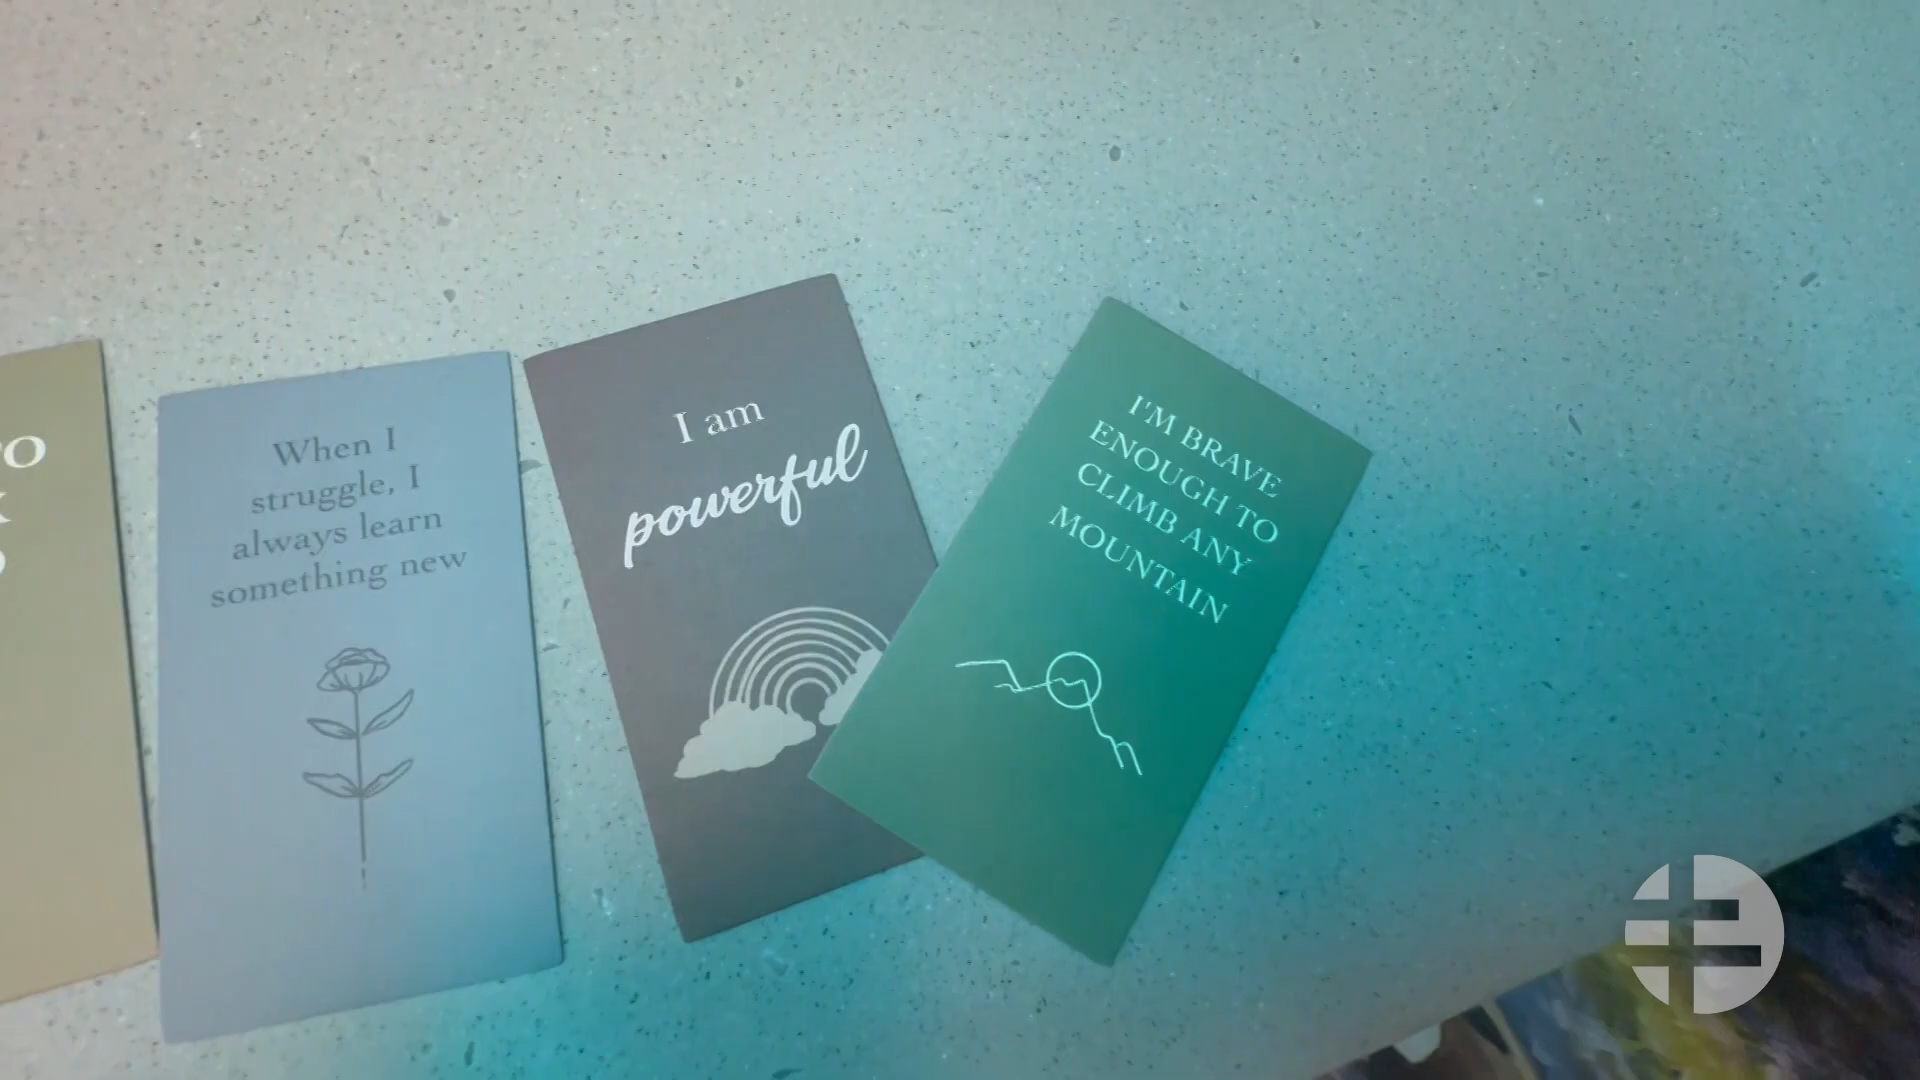 When I
struggle, I
always learn
something new
I am
powerful
I'M BRAVE
ENOUGH TO
CLIMB ANY
MOUNTAIN